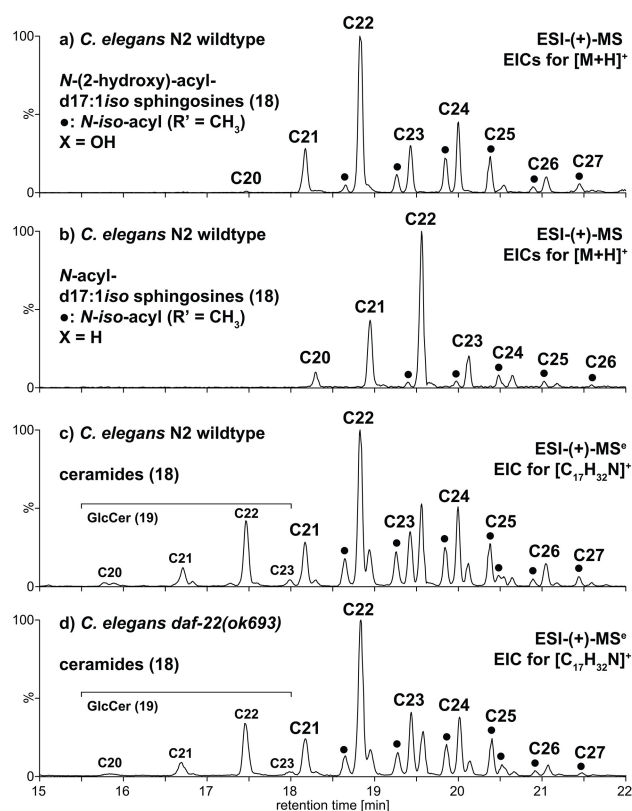 100
%
0
a) C. elegans N2 wildtype
N-(2-hydroxy)-acyl-
d17:1iso sphingosines (18)
●: N-iso-acyl (R' = CH₃)
X = OH
ESI-(+)-MS
EICs for [M+H]⁺
C20
C21
C22
C23
C24
C25
C26
C27
100
%
0
b) C. elegans N2 wildtype
N-acyl-
d17:1iso sphingosines (18)
●: N-iso-acyl (R' = CH₃)
X = H
ESI-(+)-MS
EICs for [M+H]⁺
C20
C21
C22
C23
C24
C25
C26
100
%
0
c) C. elegans N2 wildtype
ceramides (18)
ESI-(+)-MSᵉ
EIC for [C₁₇H₃₂N]⁺
GlcCer (19)
C20
C21
C22
C23
C21
C22
C23
C24
C25
C26
C27
100
%
0
d) C. elegans daf-22(ok693)
ceramides (18)
ESI-(+)-MSᵉ
EIC for [C₁₇H₃₂N]⁺
GlcCer (19)
C20
C21
C22
C23
C21
C22
C23
C24
C25
C26
C27
15 16 17 18 19 20 21 22
retention time [min]